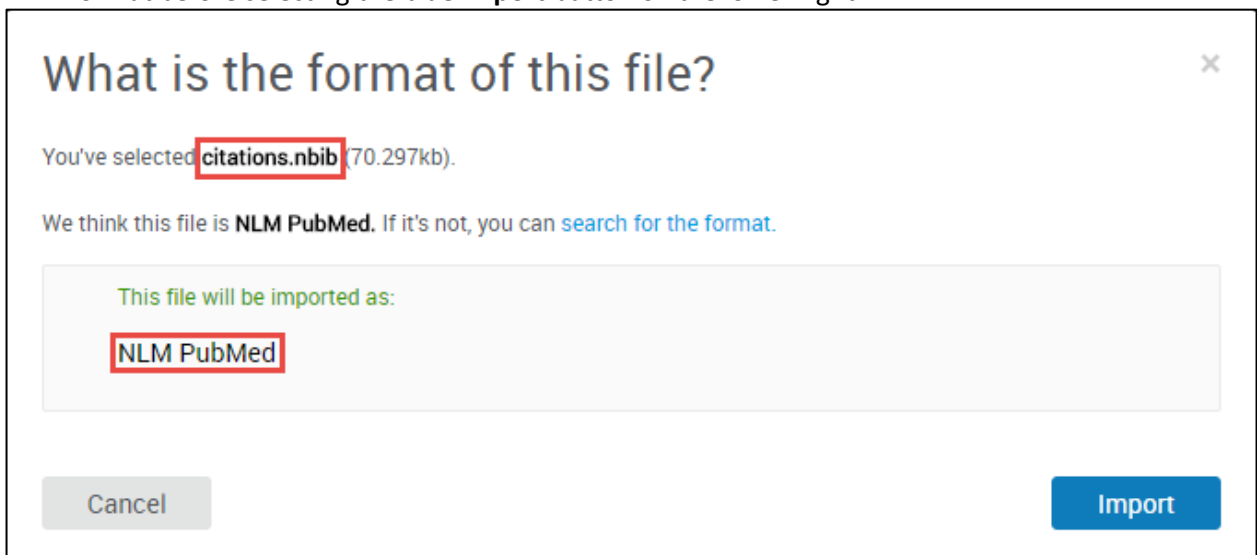 What is the format of this file?
×
You've selected citations.nbib (70.297kb).
We think this file is NLM PubMed. If it's not, you can search for the format.
This file will be imported as:
NLM PubMed
Cancel
Import